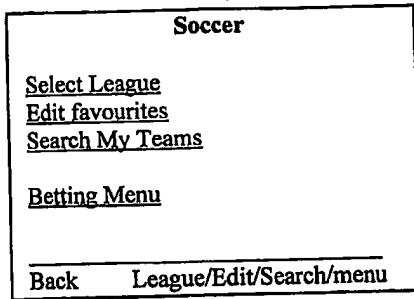 Soccer
Select League
Edit favourites
Search My Teams
Betting Menu
Back League/Edit/Search/menu